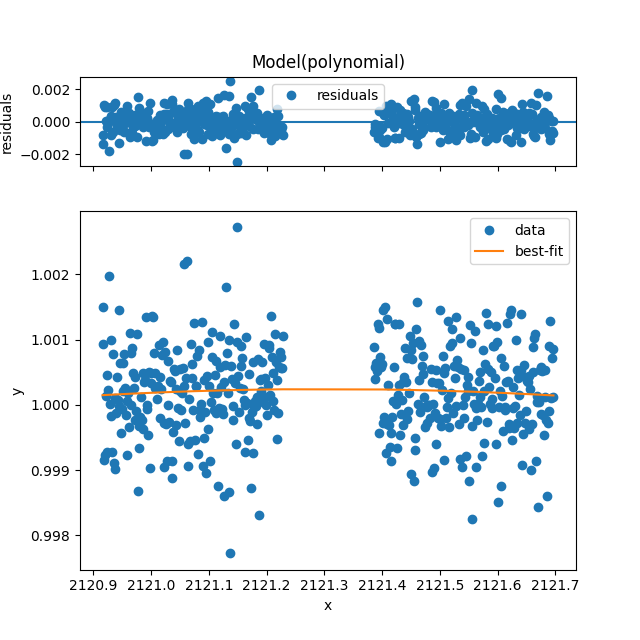 Model(polynomial)
residuals
0.002
0.000
−0.002
residuals
data
best-fit
y
1.002
1.001
1.000
0.999
0.998
2120.9 2121.0 2121.1 2121.2 2121.3 2121.4 2121.5 2121.6 2121.7
x